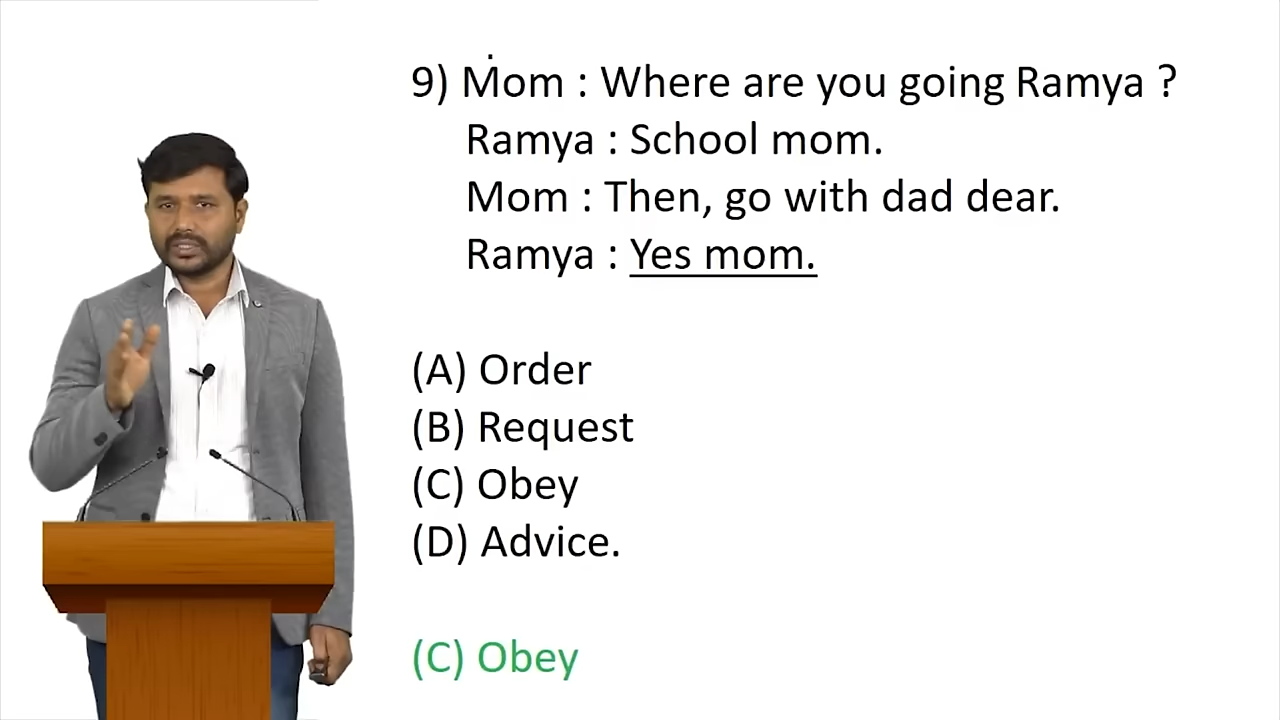 9) Mom : Where are you going Ramya ?
Ramya : School mom.
Mom : Then, go with dad dear.
Ramya : Yes mom.
(A) Order
(B) Request
(C) Obey
(D) Advice.
(C) Obey